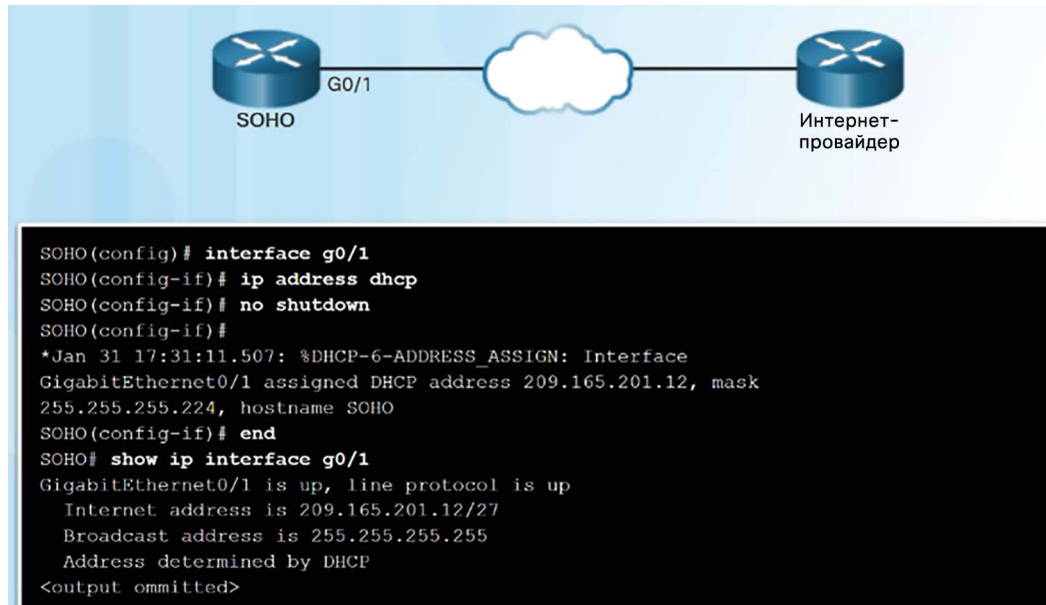 G0/1
SOHO
Интернет-
провайдер
SOHO(config)# interface g0/1
SOHO(config-if)# ip address dhcp
SOHO(config-if)# no shutdown
SOHO(config-if)#
*Jan 31 17:31:11.507: %DHCP-6-ADDRESS_ASSIGN: Interface
GigabitEthernet0/1 assigned DHCP address 209.165.201.12, mask
255.255.255.224, hostname SOHO
SOHO(config-if)# end
SOHO# show ip interface g0/1
GigabitEthernet0/1 is up, line protocol is up
Internet address is 209.165.201.12/27
Broadcast address is 255.255.255.255
Address determined by DHCP
<output ommitted>